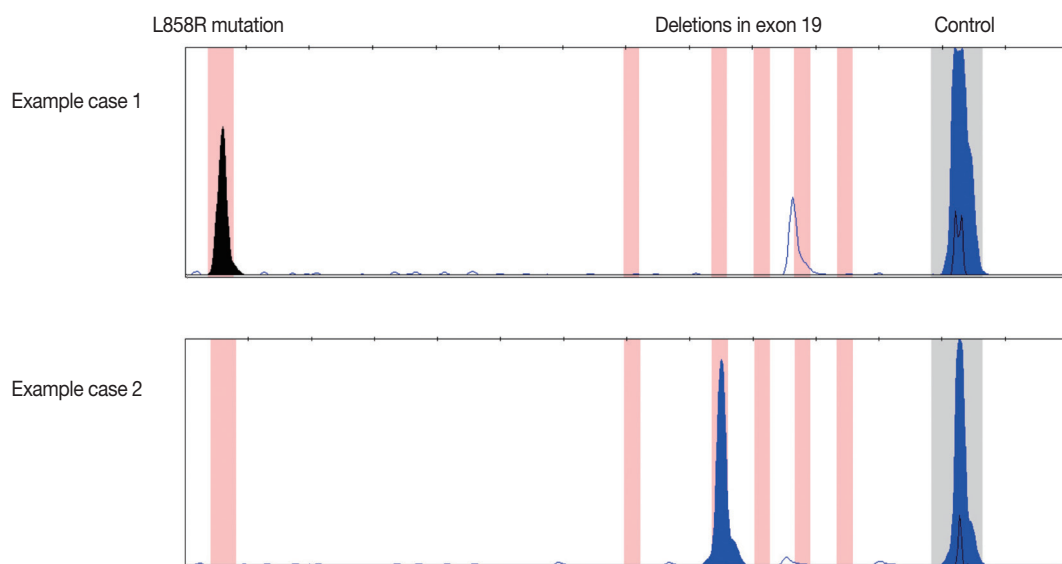 L858R mutation Deletions in exon 19 Control
Example case 1
Example case 2